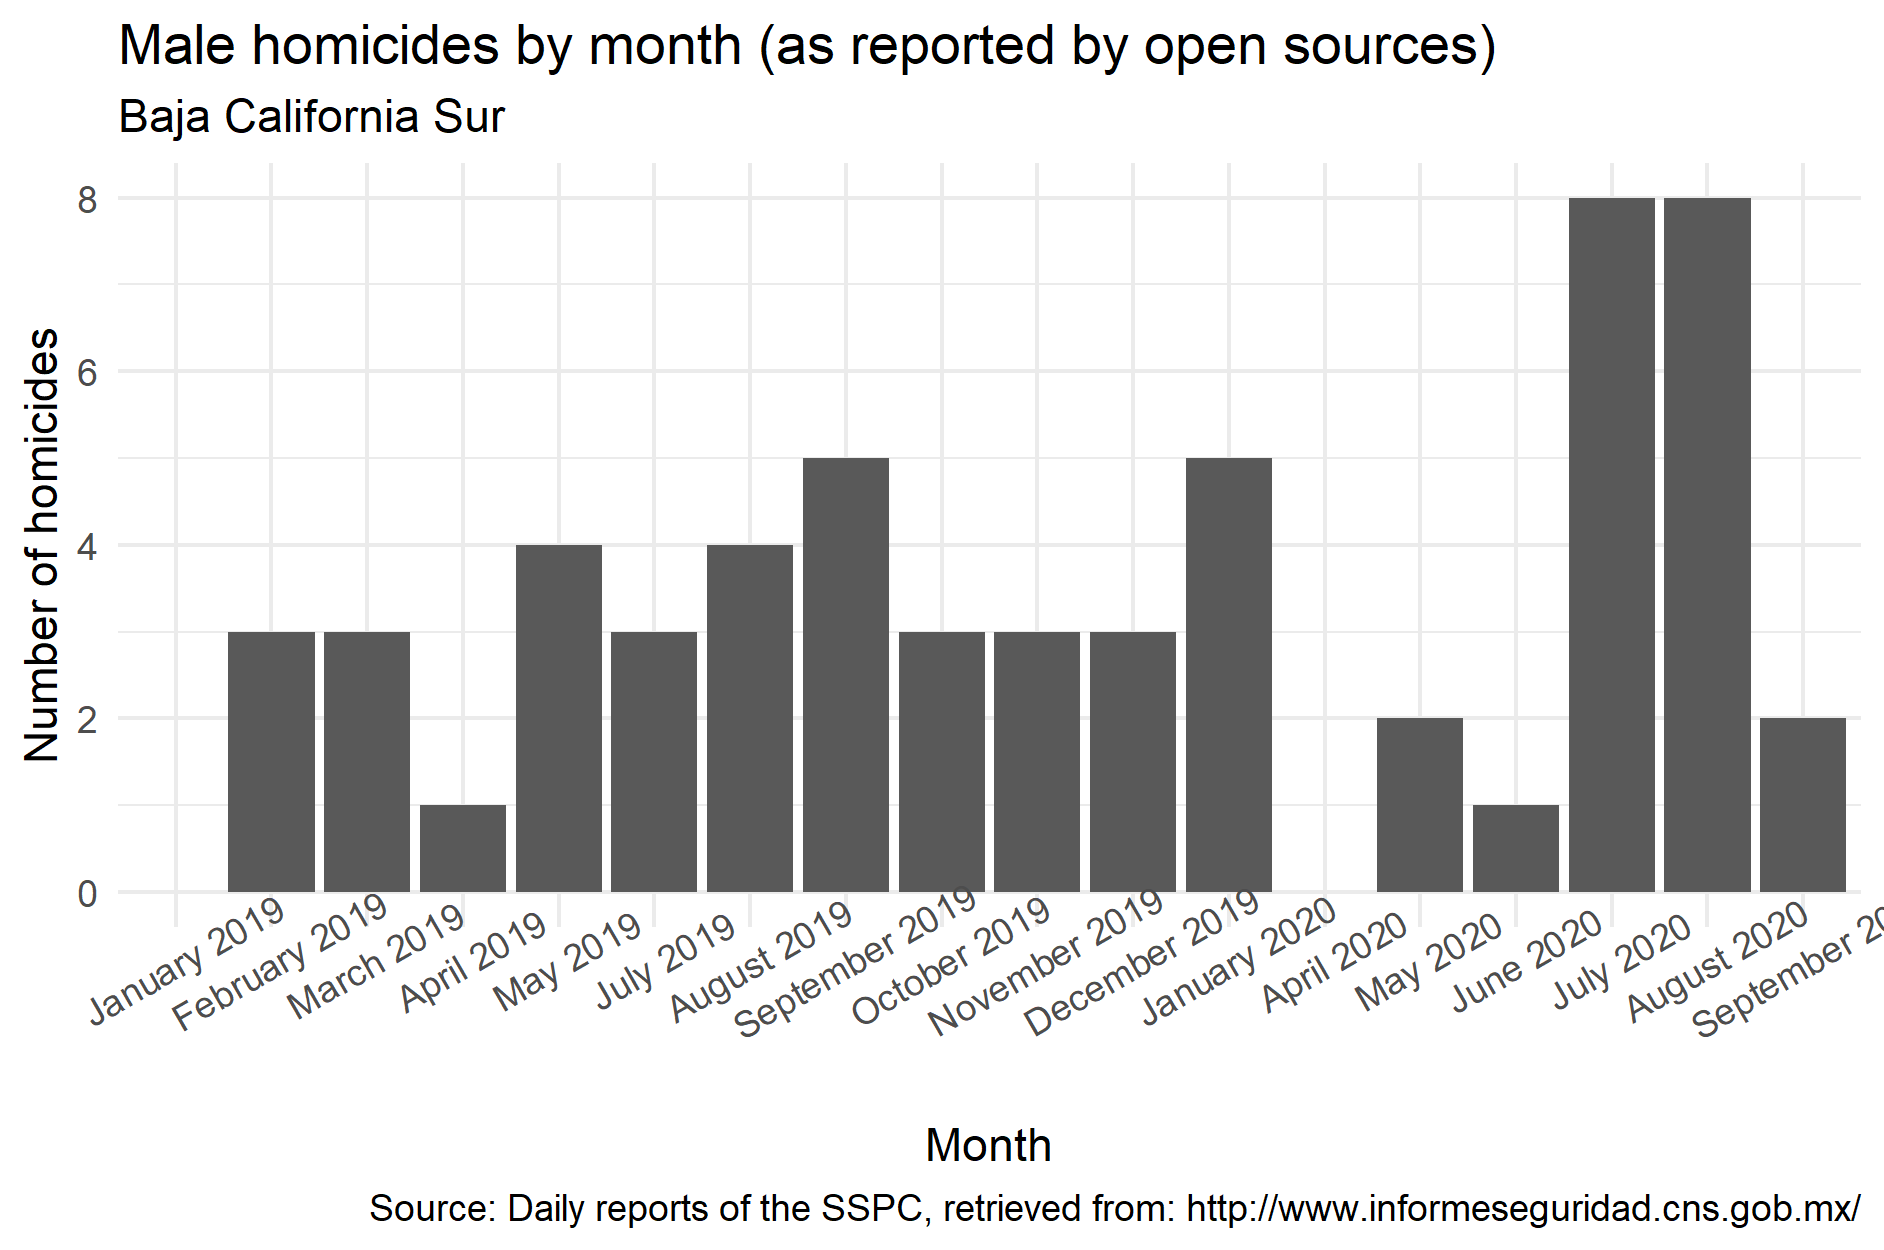 Male homicides by month (as reported by open sources)
Baja California Sur
Number of homicides
8
6
4
2
0
January 2019
February 2019
March 2019
April 2019
May 2019
July 2019
August 2019
September 2019
October 2019
November 2019
December 2019
January 2020
April 2020
May 2020
June 2020
July 2020
August 2020
September 20
Month
Source: Daily reports of the SSPC, retrieved from: http://www.informeseguridad.cns.gob.mx/